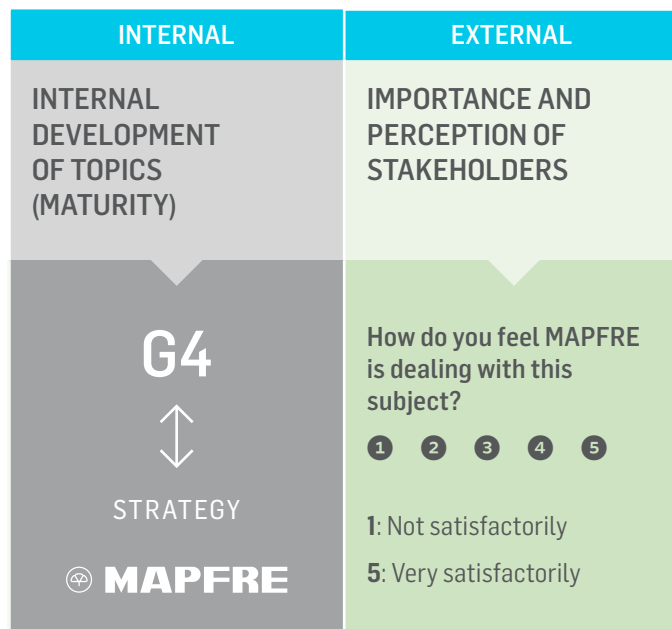 INTERNAL
INTERNAL
DEVELOPMENT
OF TOPICS
(MATURITY)
G4
STRATEGY
MAPFRE
EXTERNAL
IMPORTANCE AND
PERCEPTION OF
STAKEHOLDERS
How do you feel MAPFRE
is dealing with this
subject?
1 2 3 4 5
1: Not satisfactorily
5: Very satisfactorily